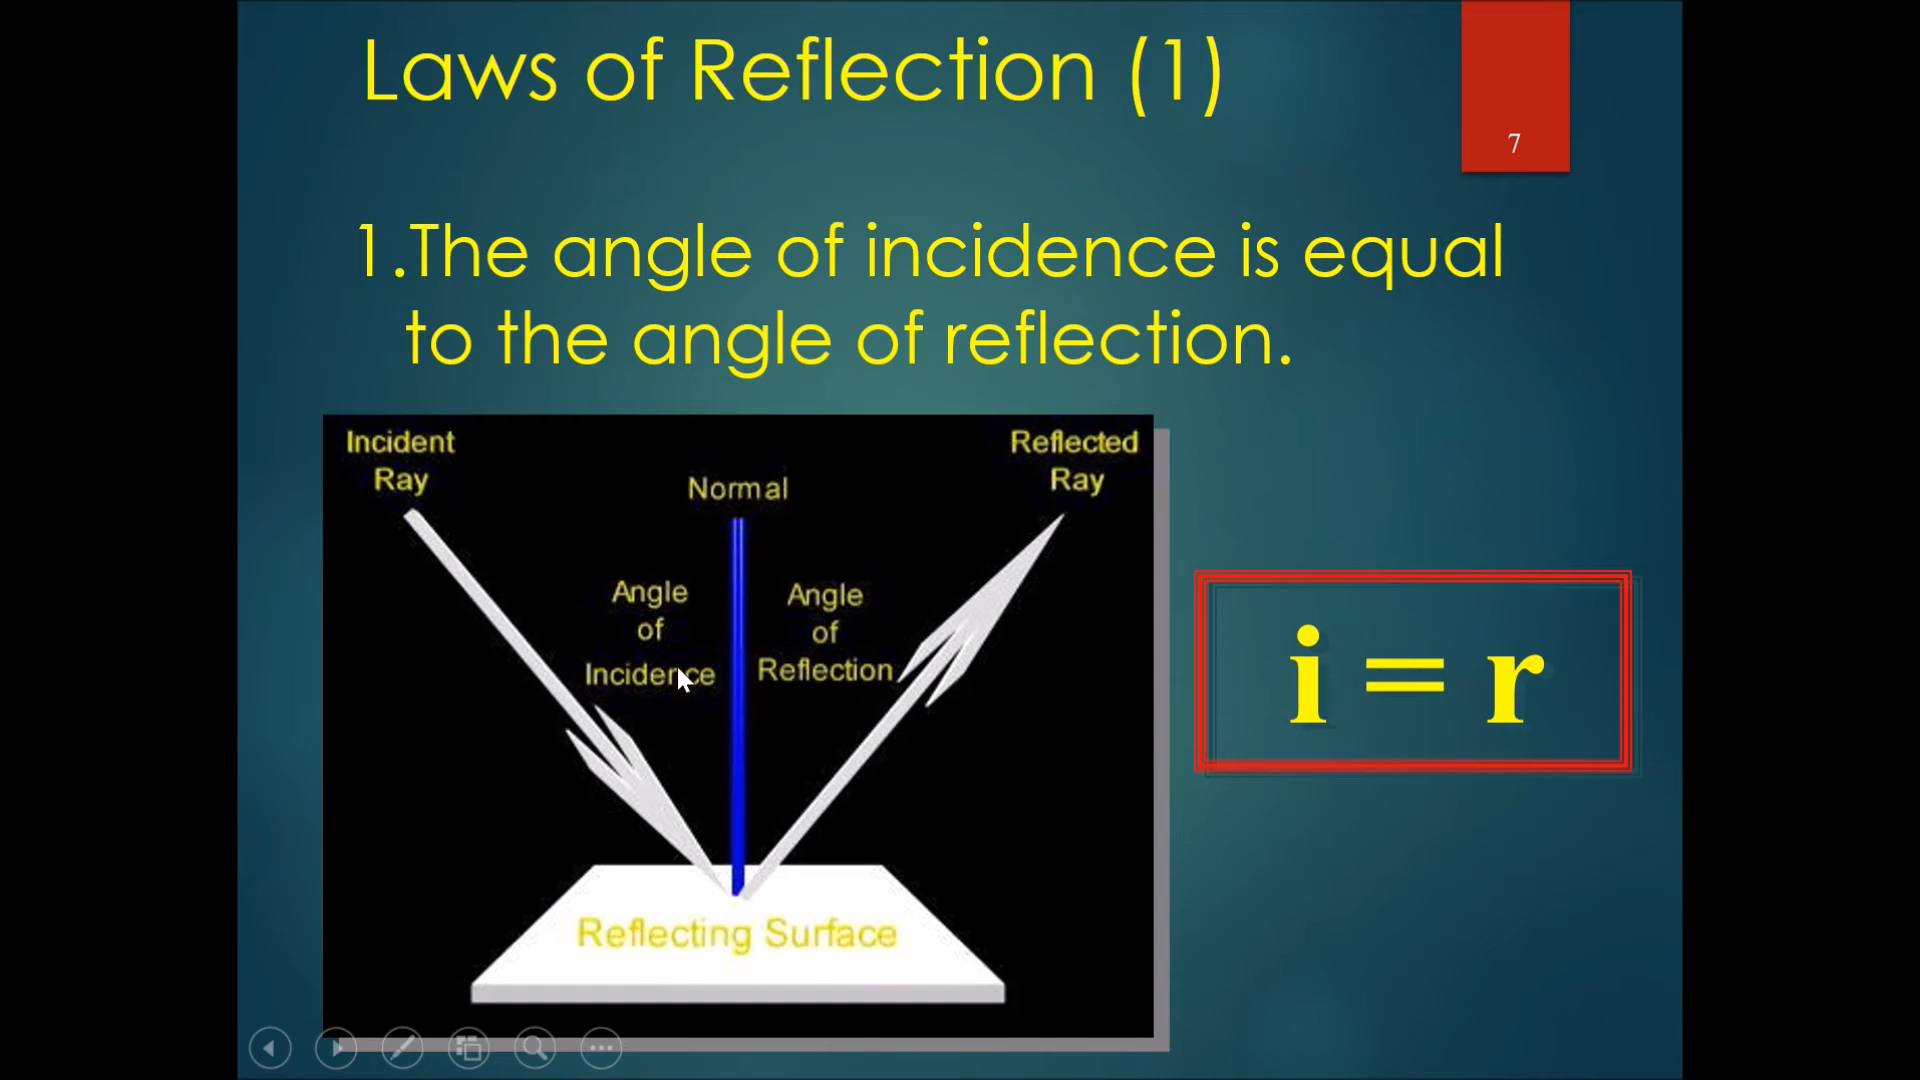 Laws of Reflection (1)
7
1.The angle of incidence is equal
to the angle of reflection.
Incident
Ray
Normal
Reflected
Ray
Angle
of
Incidence
Angle
of
Reflection
Reflecting Surface
i = r